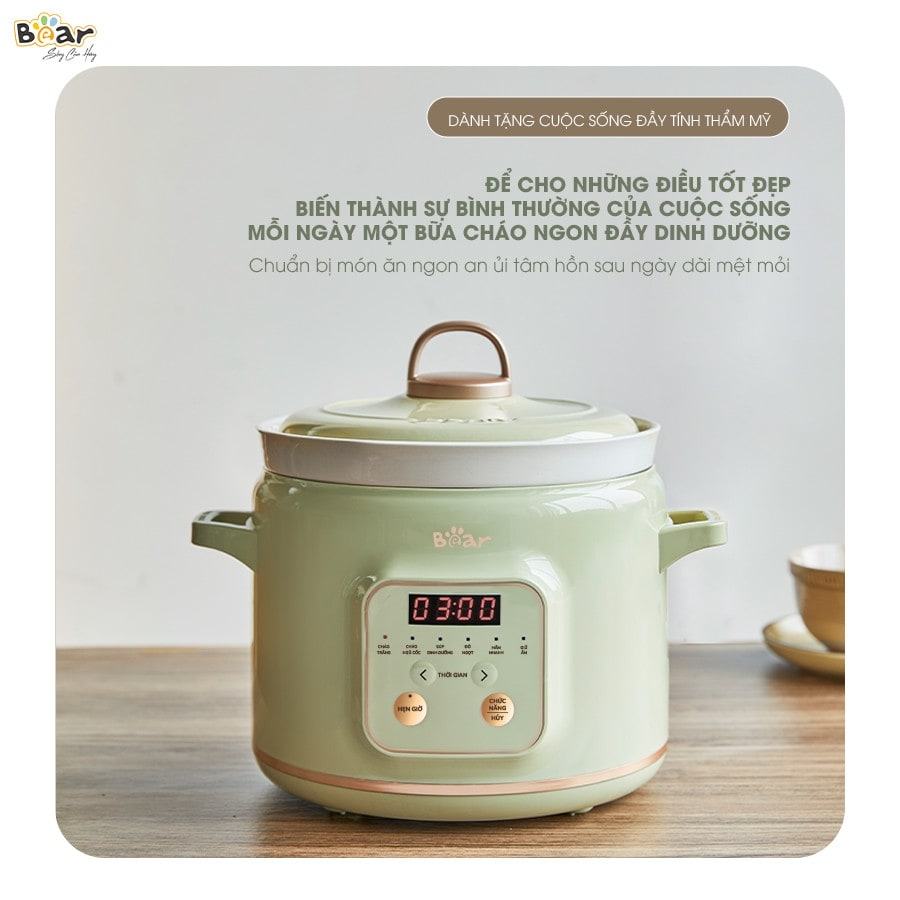 Bear
Sống Cảm Hứng
DÀNH TẶNG CUỘC SỐNG ĐẦY TÍNH THẨM MỸ
ĐỂ CHO NHỮNG ĐIỀU TỐT ĐẸP
BIẾN THÀNH SỰ BÌNH THƯỜNG CỦA CUỘC SỐNG
MỖI NGÀY MỘT BỮA CHÁO NGON ĐẦY DINH DƯỠNG
Chuẩn bị món ăn ngon an ủi tâm hồn sau ngày dài mệt mỏi
Bear
03:00
CHÁO TRẮNG
CHÁO NGŨ CỐC
SÚP DINH DƯỠNG
ĐỒ NGỌT
HẦM NHANH
GIỮ ẤM
< THỜI GIAN >
HẸN GIỜ
CHỨC NĂNG
HỦY